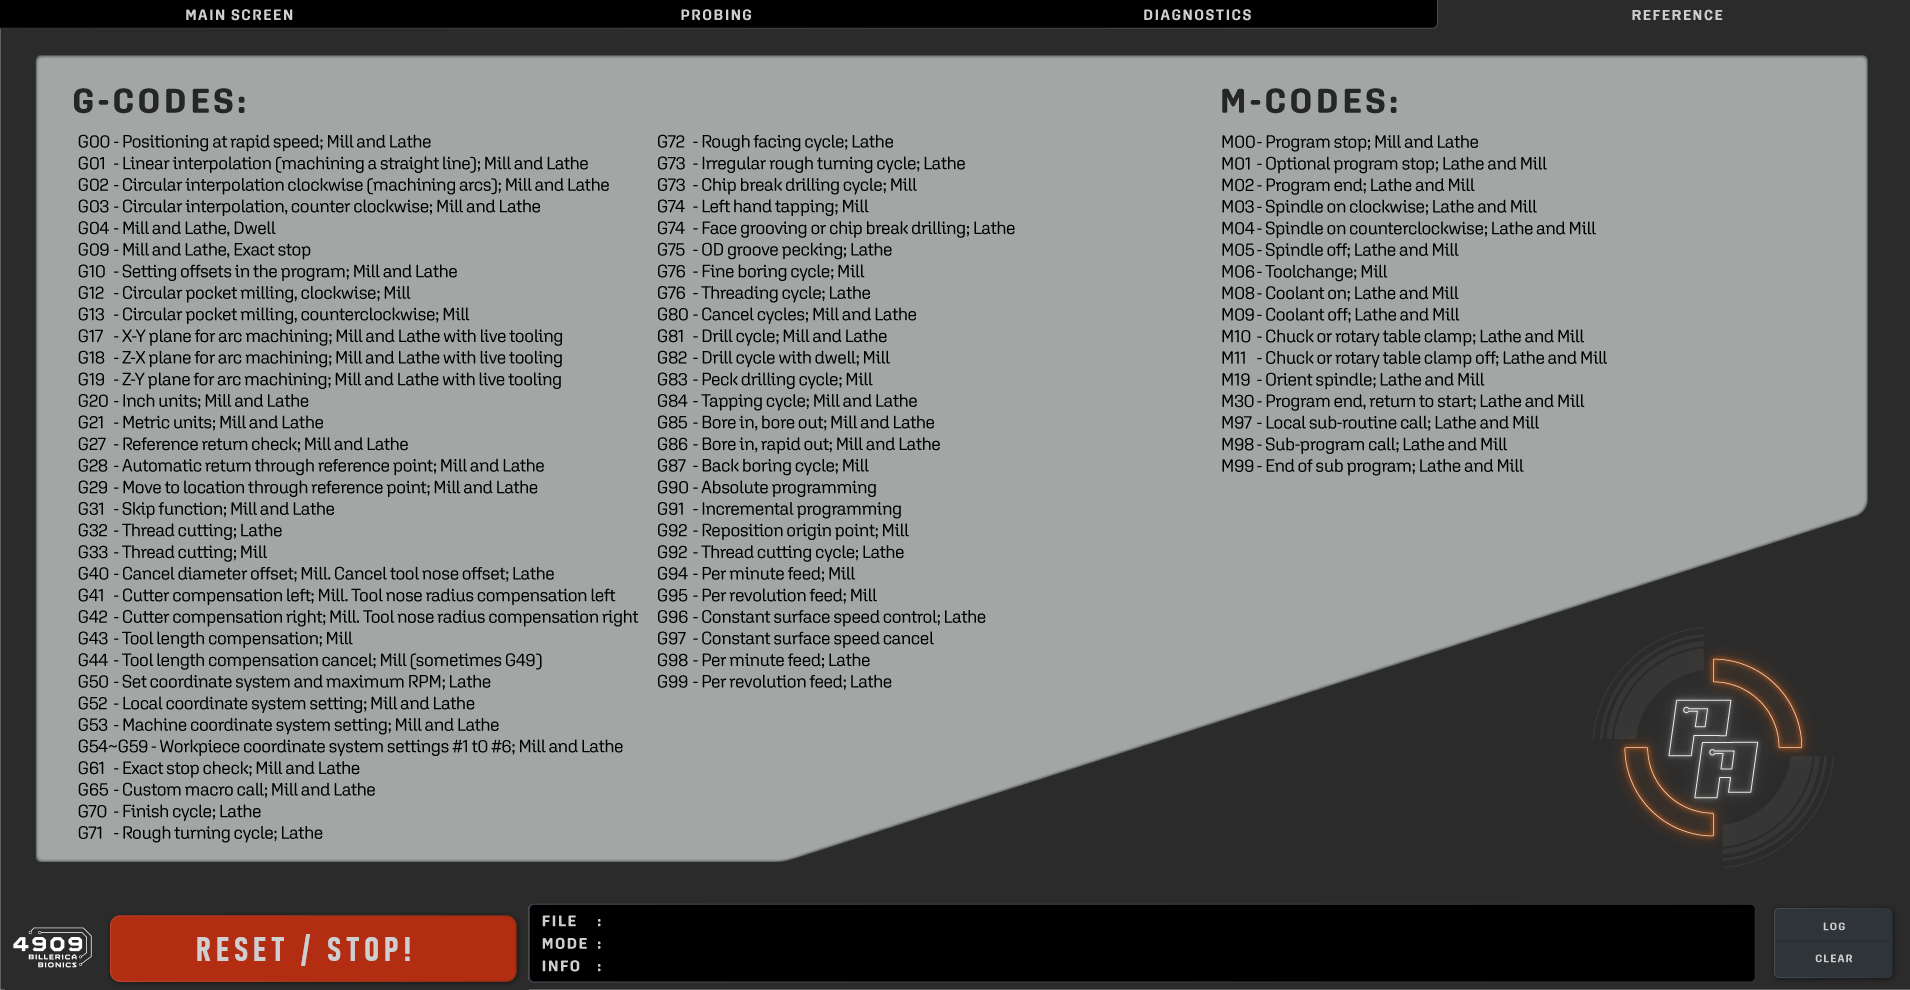 MAIN SCREEN
PROBING
DIAGNOSTICS
REFERENCE
G-CODES:
G00 - Positioning at rapid speed; Mill and Lathe
G01 - Linear interpolation (machining a straight line); Mill and Lathe
G02 - Circular interpolation clockwise (machining arcs); Mill and Lathe
G03 - Circular interpolation, counter clockwise; Mill and Lathe
G04 - Mill and Lathe, Dwell
G09 - Mill and Lathe, Exact stop
G10 - Setting offsets in the program; Mill and Lathe
G12 - Circular pocket milling, clockwise; Mill
G13 - Circular pocket milling, counterclockwise; Mill
G17 - X-Y plane for arc machining; Mill and Lathe with live tooling
G18 - Z-X plane for arc machining; Mill and Lathe with live tooling
G19 - Z-Y plane for arc machining; Mill and Lathe with live tooling
G20 - Inch units; Mill and Lathe
G21 - Metric units; Mill and Lathe
G27 - Reference return check; Mill and Lathe
G28 - Automatic return through reference point; Mill and Lathe
G29 - Move to location through reference point; Mill and Lathe
G31 - Skip function; Mill and Lathe
G32 - Thread cutting; Lathe
G33 - Thread cutting; Mill
G40 - Cancel diameter offset; Mill. Cancel tool nose offset; Lathe
G41 - Cutter compensation left; Mill. Tool nose radius compensation left
G42 - Cutter compensation right; Mill. Tool nose radius compensation right
G43 - Tool length compensation; Mill
G44 - Tool length compensation cancel; Mill (sometimes G49)
G50 - Set coordinate system and maximum RPM; Lathe
G52 - Local coordinate system setting; Mill and Lathe
G53 - Machine coordinate system setting; Mill and Lathe
G54~G59 - Workpiece coordinate system settings #1 t0 #6; Mill and Lathe
G61 - Exact stop check; Mill and Lathe
G65 - Custom macro call; Mill and Lathe
G70 - Finish cycle; Lathe
G71 - Rough turning cycle; Lathe
G72 - Rough facing cycle; Lathe
G73 - Irregular rough turning cycle; Lathe
G73 - Chip break drilling cycle; Mill
G74 - Left hand tapping; Mill
G74 - Face grooving or chip break drilling; Lathe
G75 - OD groove pecking; Lathe
G76 - Fine boring cycle; Mill
G76 - Threading cycle; Lathe
G80 - Cancel cycles; Mill and Lathe
G81 - Drill cycle; Mill and Lathe
G82 - Drill cycle with dwell; Mill
G83 - Peck drilling cycle; Mill
G84 - Tapping cycle; Mill and Lathe
G85 - Bore in, bore out; Mill and Lathe
G86 - Bore in, rapid out; Mill and Lathe
G87 - Back boring cycle; Mill
G90 - Absolute programming
G91 - Incremental programming
G92 - Reposition origin point; Mill
G92 - Thread cutting cycle; Lathe
G94 - Per minute feed; Mill
G95 - Per revolution feed; Mill
G96 - Constant surface speed control; Lathe
G97 - Constant surface speed cancel
G98 - Per minute feed; Lathe
G99 - Per revolution feed; Lathe
M-CODES:
M00 - Program stop; Mill and Lathe
M01 - Optional program stop; Lathe and Mill
M02 - Program end; Lathe and Mill
M03 - Spindle on clockwise; Lathe and Mill
M04 - Spindle on counterclockwise; Lathe and Mill
M05 - Spindle off; Lathe and Mill
M06 - Toolchange; Mill
M08 - Coolant on; Lathe and Mill
M09 - Coolant off; Lathe and Mill
M10 - Chuck or rotary table clamp; Lathe and Mill
M11 - Chuck or rotary table clamp off; Lathe and Mill
M19 - Orient spindle; Lathe and Mill
M30 - Program end, return to start; Lathe and Mill
M97 - Local sub-routine call; Lathe and Mill
M98 - Sub-program call; Lathe and Mill
M99 - End of sub program; Lathe and Mill
PA
4909
BILLERICA
BIONICS
RESET / STOP!
FILE :
MODE :
INFO :
LOG
CLEAR